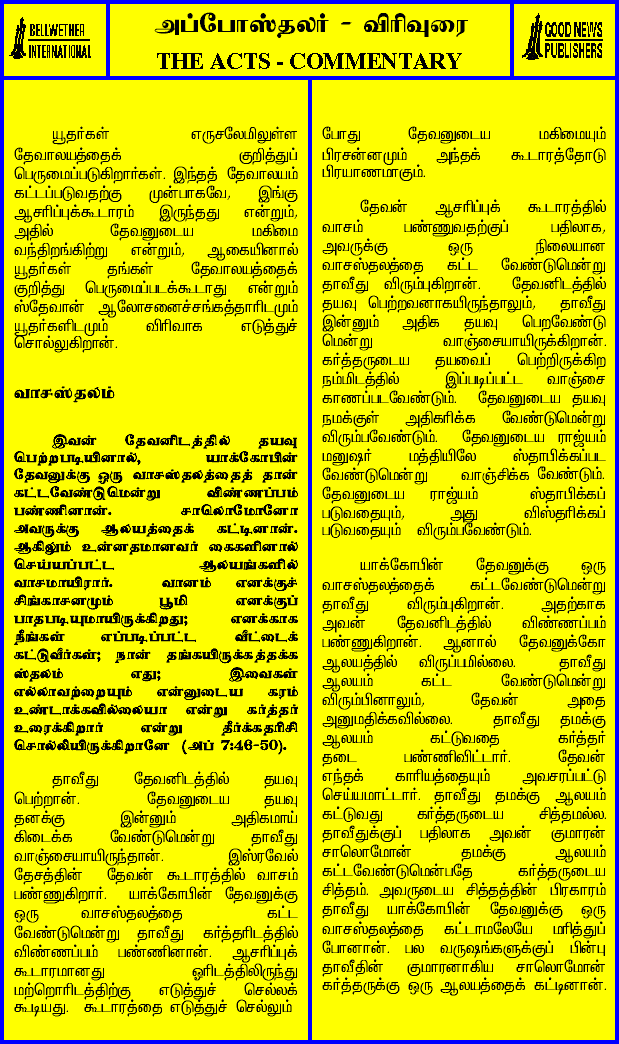 BELLWETHER
INTERNATIONAL
அப்போஸ்தலர் - விரிவுரை
THE ACTS - COMMENTARY
GOOD NEWS
PUBLISHERS
யூதர்கள் எருசலேமிலுள்ள
தேவாலயத்தைக் குறித்துப்
பெருமைப்படுகிறார்கள். இந்தத் தேவாலயம்
கட்டப்படுவதற்கு முன்பாகவே, இங்கு
ஆசரிப்புக்கூடாரம் இருந்தது என்றும்,
அதில் தேவனுடைய மகிமை
வந்திறங்கிற்று என்றும், ஆகையினால்
யூதர்கள் தங்கள் தேவாலயத்தைக்
குறித்து பெருமைப்படக்கூடாது என்றும்
ஸ்தேவான் ஆலோசனைச்சங்கத்தாரிடமும்
யூதர்களிடமும் விரிவாக எடுத்துச்
சொல்லுகிறான்.
வாசஸ்தலம்
இவன் தேவனிடத்தில் தயவு
பெற்றபடியினால், யாக்கோபின்
தேவனுக்கு ஒரு வாசஸ்தலத்தைத் தான்
கட்டவேண்டுமென்று விண்ணப்பம்
பண்ணினான். சாலொமோனோ
அவருக்கு ஆலயத்தைக் கட்டினான்.
ஆகிலும் உன்னதமானவர் கைகளினால்
செய்யப்பட்ட ஆலயங்களில்
வாசமாயிரார். வானம் எனக்குச்
சிங்காசனமும் பூமி எனக்குப்
பாதபடியுமாயிருக்கிறது; எனக்காக
நீங்கள் எப்படிப்பட்ட வீட்டைக்
கட்டுவீர்கள்; நான் தங்கயிருக்கத்தக்க
ஸ்தலம் எது; இவைகள்
எல்லாவற்றையும் என்னுடைய கரம்
உண்டாக்கவில்லையா என்று கர்த்தர்
உரைக்கிறார் என்று தீர்க்கதரிசி
சொல்லியிருக்கிறானே (அப் 7:46-50).
தாவீது தேவனிடத்தில் தயவு
பெற்றான். தேவனுடைய தயவு
தனக்கு இன்னும் அதிகமாய்
கிடைக்க வேண்டுமென்று தாவீது
வாஞ்சையாயிருந்தான். இஸ்ரவேல்
தேசத்தின் தேவன் கூடாரத்தில் வாசம்
பண்ணுகிறார். யாக்கோபின் தேவனுக்கு
ஒரு வாசஸ்தலத்தை கட்ட
வேண்டுமென்று தாவீது கர்த்தரிடத்தில்
விண்ணப்பம் பண்ணினான். ஆசரிப்புக்
கூடாரமானது ஓரிடத்திலிருந்து
மற்றொரிடத்திற்கு எடுத்துச் செல்லக்
கூடியது. கூடாரத்தை எடுத்துச் செல்லும்
போது தேவனுடைய மகிமையும்
பிரசன்னமும் அந்தக் கூடாரத்தோடு
பிரயாணமாகும்.
தேவன் ஆசரிப்புக் கூடாரத்தில்
வாசம் பண்ணுவதற்குப் பதிலாக,
அவருக்கு ஒரு நிலையான
வாசஸ்தலத்தை கட்ட வேண்டுமென்று
தாவீது விரும்புகிறான். தேவனிடத்தில்
தயவு பெற்றவனாகயிருந்தாலும், தாவீது
இன்னும் அதிக தயவு பெறவேண்டு
மென்று வாஞ்சையாயிருக்கிறான்.
கர்த்தருடைய தயவைப் பெற்றிருக்கிற
நம்மிடத்தில் இப்படிப்பட்ட வாஞ்சை
காணப்படவேண்டும். தேவனுடைய தயவு
நமக்குள் அதிகரிக்க வேண்டுமென்று
விரும்பவேண்டும். தேவனுடைய ராஜ்யம்
மனுஷர் மத்தியிலே ஸ்தாபிக்கப்பட
வேண்டுமென்று வாஞ்சிக்க வேண்டும்.
தேவனுடைய ராஜ்யம் ஸ்தாபிக்கப்
படுவதையும், அது விஸ்தரிக்கப்
படுவதையும் விரும்பவேண்டும்.
யாக்கோபின் தேவனுக்கு ஒரு
வாசஸ்தலத்தைக் கட்டவேண்டுமென்று
தாவீது விரும்புகிறான். அதற்காக
அவன் தேவனிடத்தில் விண்ணப்பம்
பண்ணுகிறான். ஆனால் தேவனுக்கோ
ஆலயத்தில் விருப்பமில்லை. தாவீது
ஆலயம் கட்ட வேண்டுமென்று
விரும்பினாலும், தேவன் அதை
அனுமதிக்கவில்லை. தாவீது தமக்கு
ஆலயம் கட்டுவதை கர்த்தர்
தடை பண்ணிவிட்டார். தேவன்
எந்தக் காரியத்தையும் அவசரப்பட்டு
செய்யமாட்டார். தாவீது தமக்கு ஆலயம்
கட்டுவது கர்த்தருடைய சித்தமல்ல.
தாவீதுக்குப் பதிலாக அவன் குமாரன்
சாலொமோன் தமக்கு ஆலயம்
கட்டவேண்டுமென்பதே கர்த்தருடைய
சித்தம். அவருடைய சித்தத்தின் பிரகாரம்
தாவீது யாக்கோபின் தேவனுக்கு ஒரு
வாசஸ்தலத்தை கட்டாமலேயே மரித்துப்
போனான். பல வருஷங்களுக்குப் பின்பு
தாவீதின் குமாரனாகிய சாலொமோன்
கர்த்தருக்கு ஒரு ஆலயத்தைக் கட்டினான்.